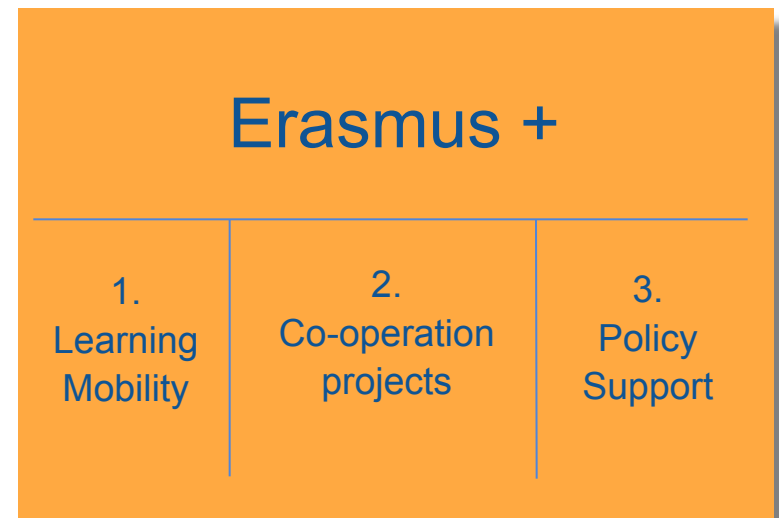 Erasmus +
1.
Learning
Mobility
2.
Co-operation
projects
3.
Policy
Support